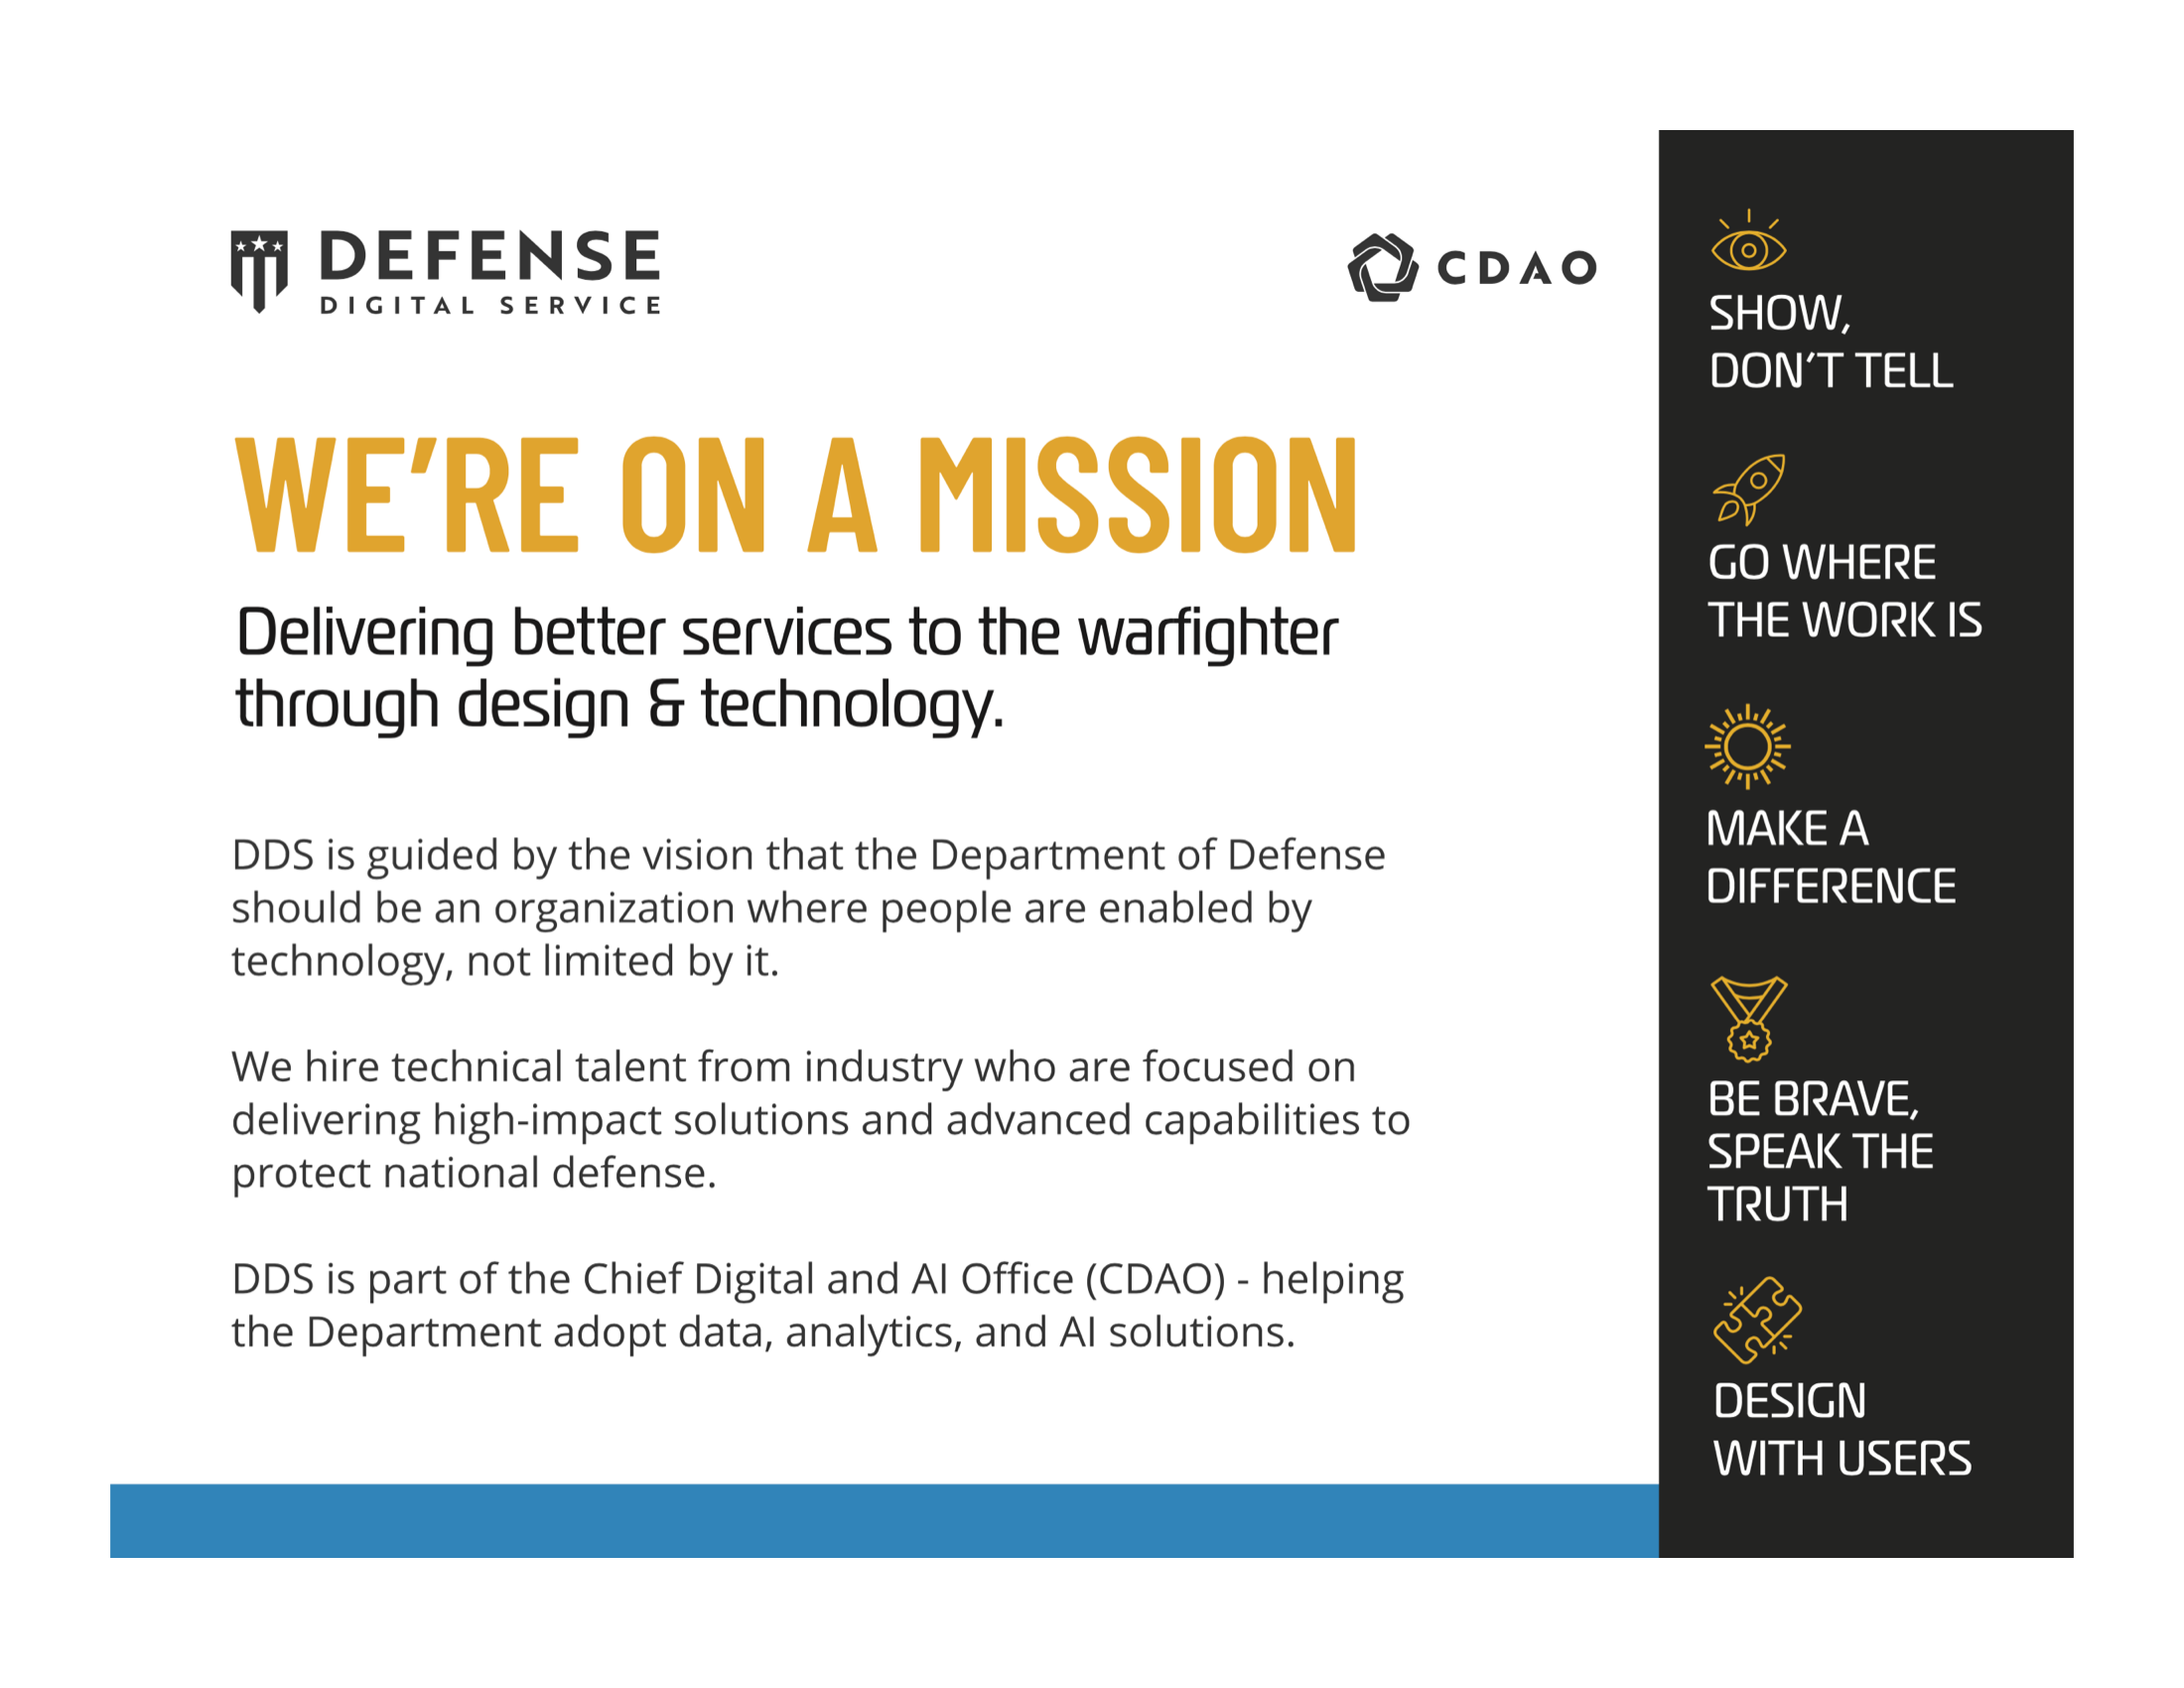 DEFENSE
DIGITAL SERVICE
CDAO
WE'RE ON A MISSION
Delivering better services to the warfighter
through design & technology.
DDS is guided by the vision that the Department of Defense
should be an organization where people are enabled by
technology, not limited by it.
We hire technical talent from industry who are focused on
delivering high-impact solutions and advanced capabilities to
protect national defense.
DDS is part of the Chief Digital and AI Office (CDAO) - helping
the Department adopt data, analytics, and AI solutions.
SHOW,
DON'T TELL
GO WHERE
THE WORK IS
MAKE A
DIFFERENCE
BE BRAVE,
SPEAK THE
TRUTH
DESIGN
WITH USERS